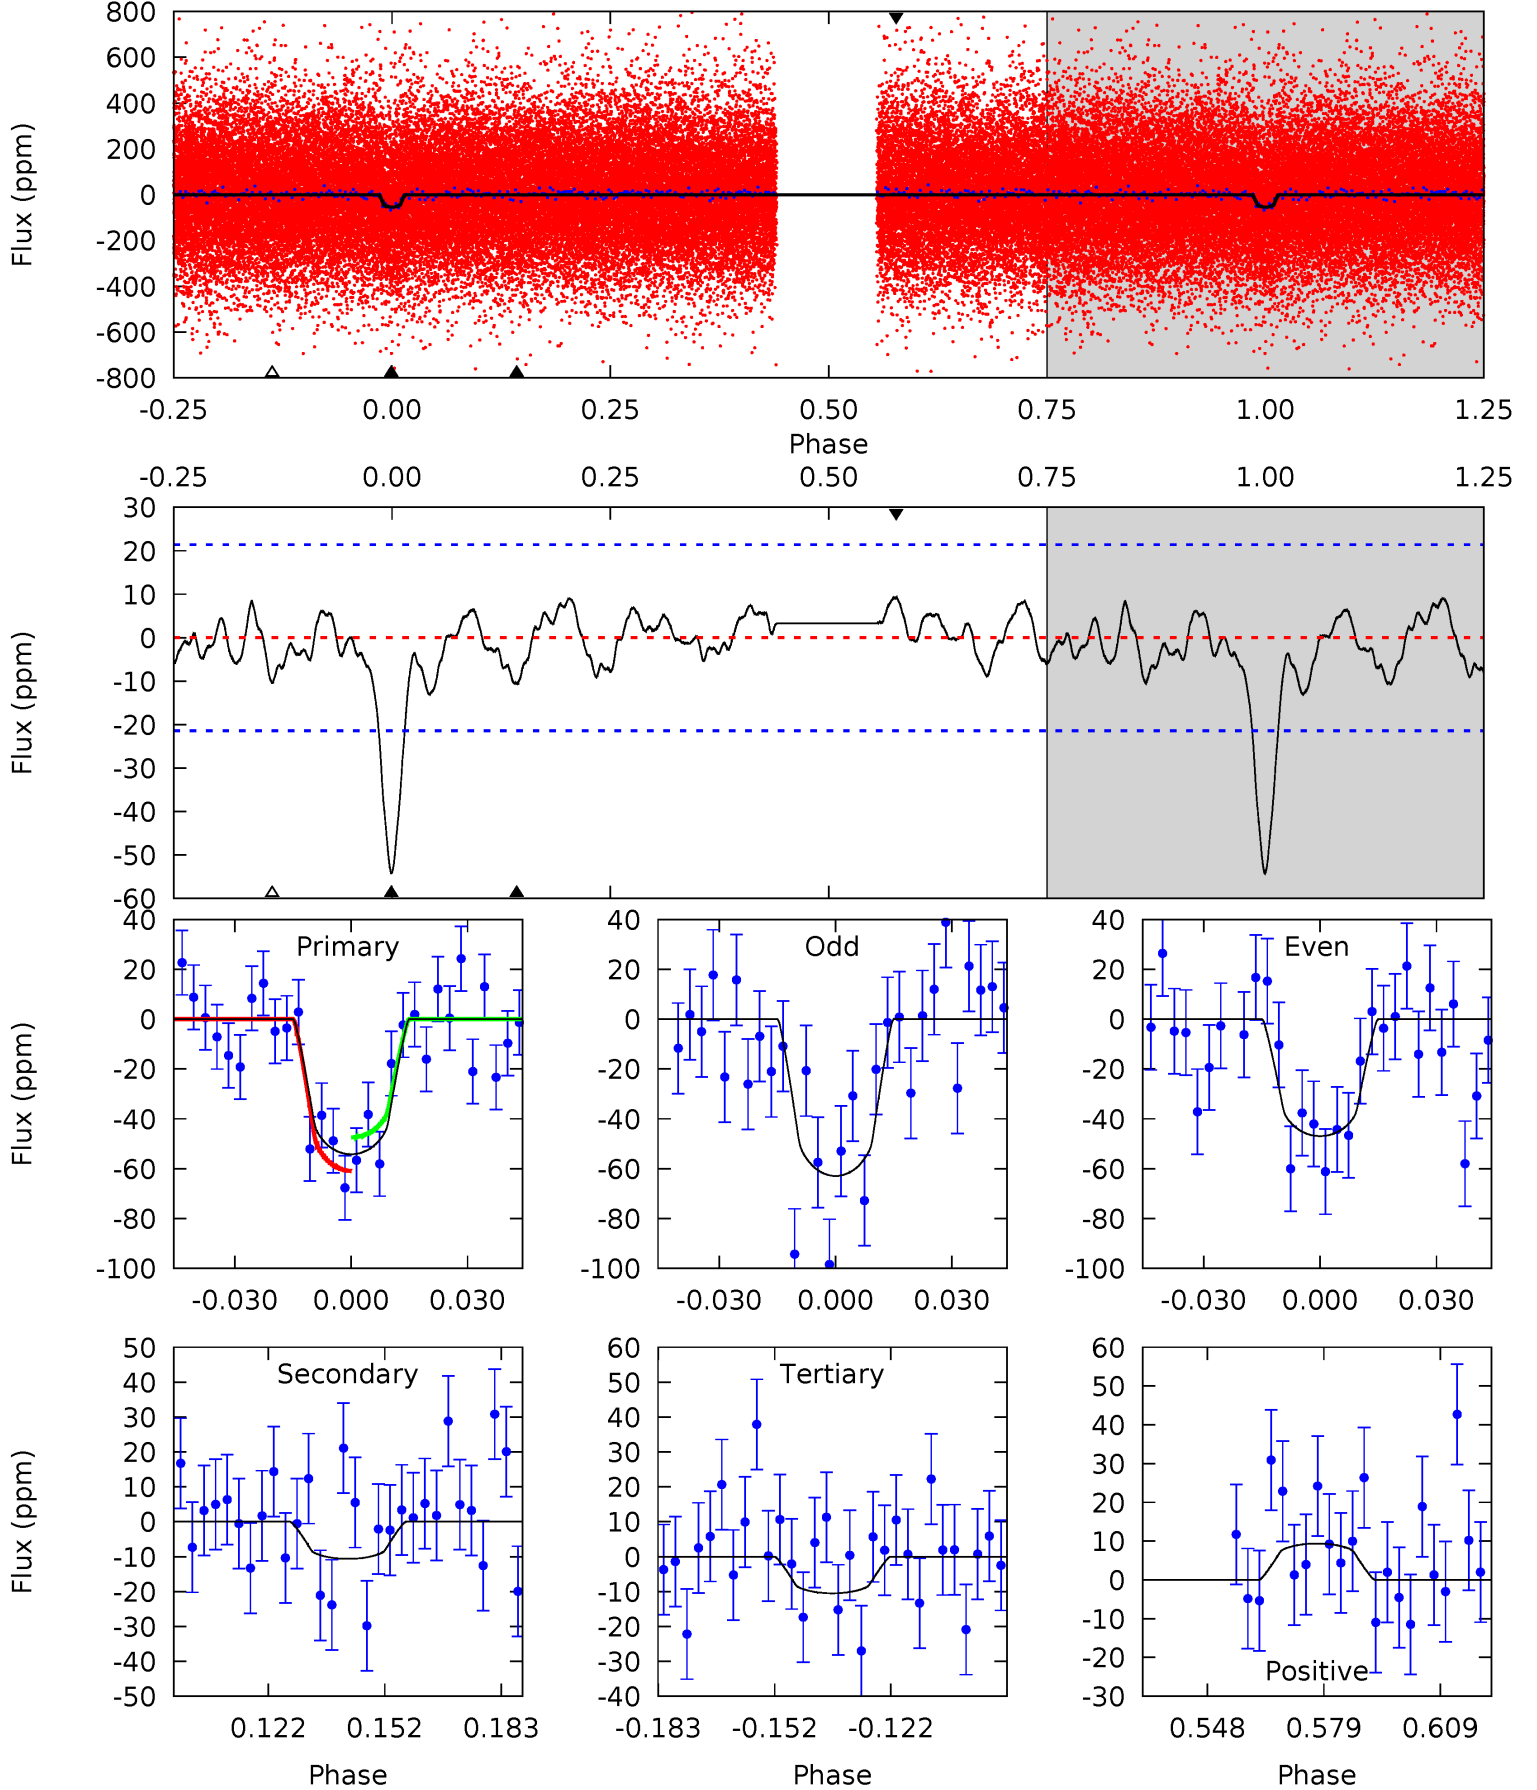 800
600
400
200
0
-200
-400
-600
-800
Flux (ppm)
-0.25 0.00 0.25 0.50 0.75 1.00 1.25
Phase
-0.25 0.00 0.25 0.50 0.75 1.00 1.25
30
20
10
0
-10
-20
-30
-40
-50
-60
Flux (ppm)
40 40 40
Primary Odd Even
20 20 20
0 0 0
-20 -20 -20
-40 -40 -40
-60 -60 -60
-80 -80 -80
-100 -100 -100
Flux (ppm)
-0.030 0.000 0.030 -0.030 0.000 0.030 -0.030 0.000 0.030
50 60 60
Secondary Tertiary
40 50 50
30 40 40
20 30 30
10 20 20
0 10 10
-10 0 0
-20 -10 -10
-30 -20 -20
-40 -30 -30
-50 -40
Positive
Flux (ppm)
0.122 0.152 0.183 -0.183 -0.152 -0.122 0.548 0.579 0.609
Phase Phase Phase